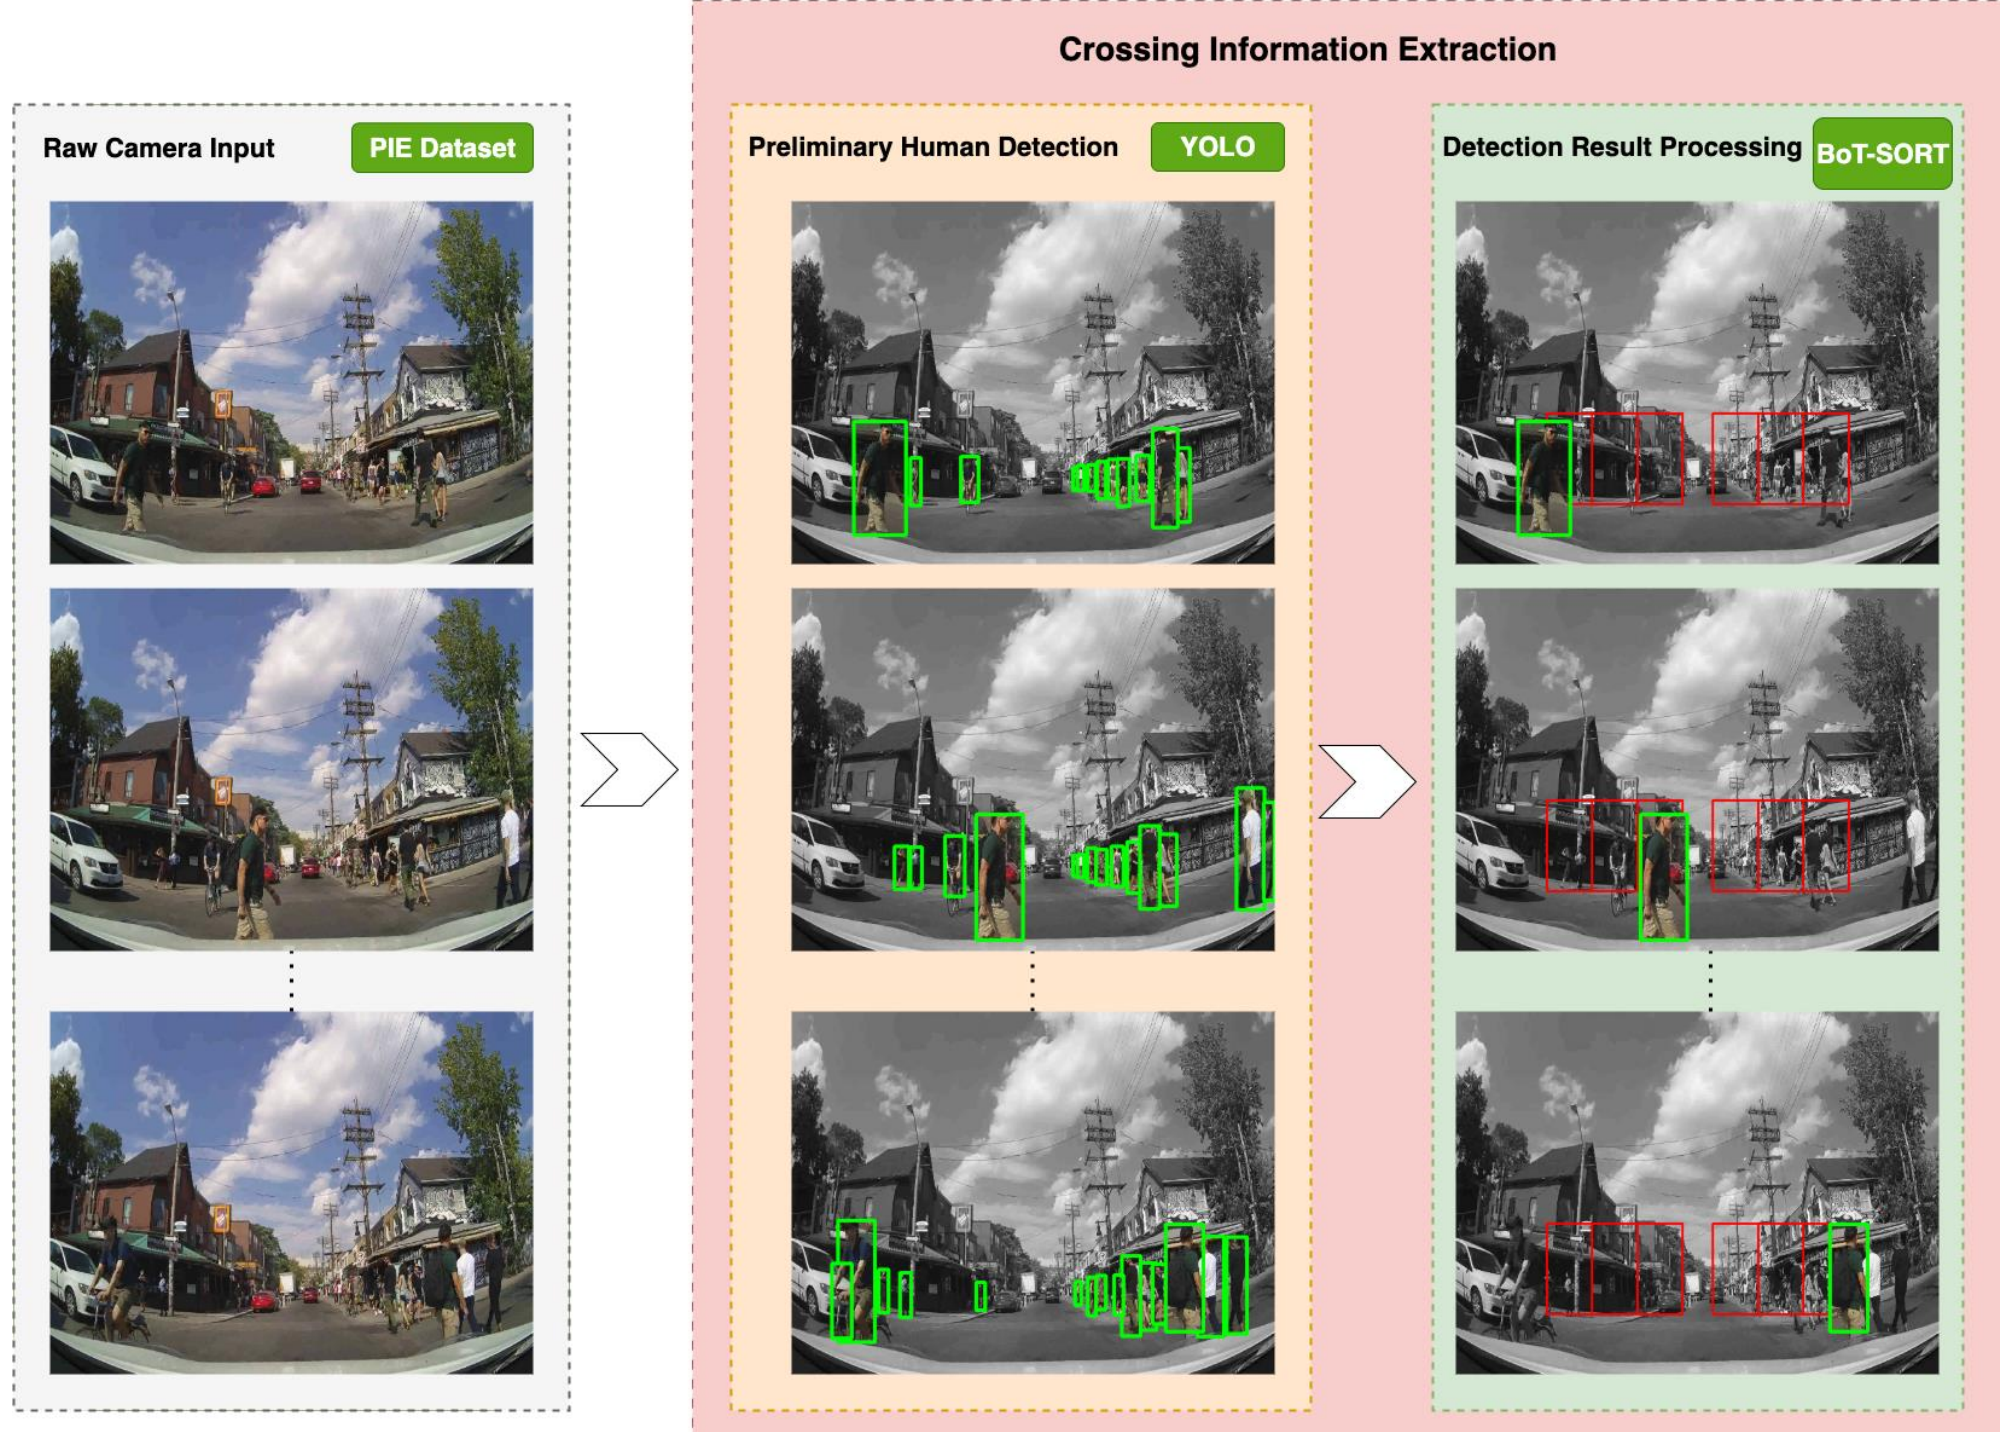 Crossing Information Extraction
Raw Camera Input
PIE Dataset
Preliminary Human Detection
YOLO
Detection Result Processing
BoT-SORT